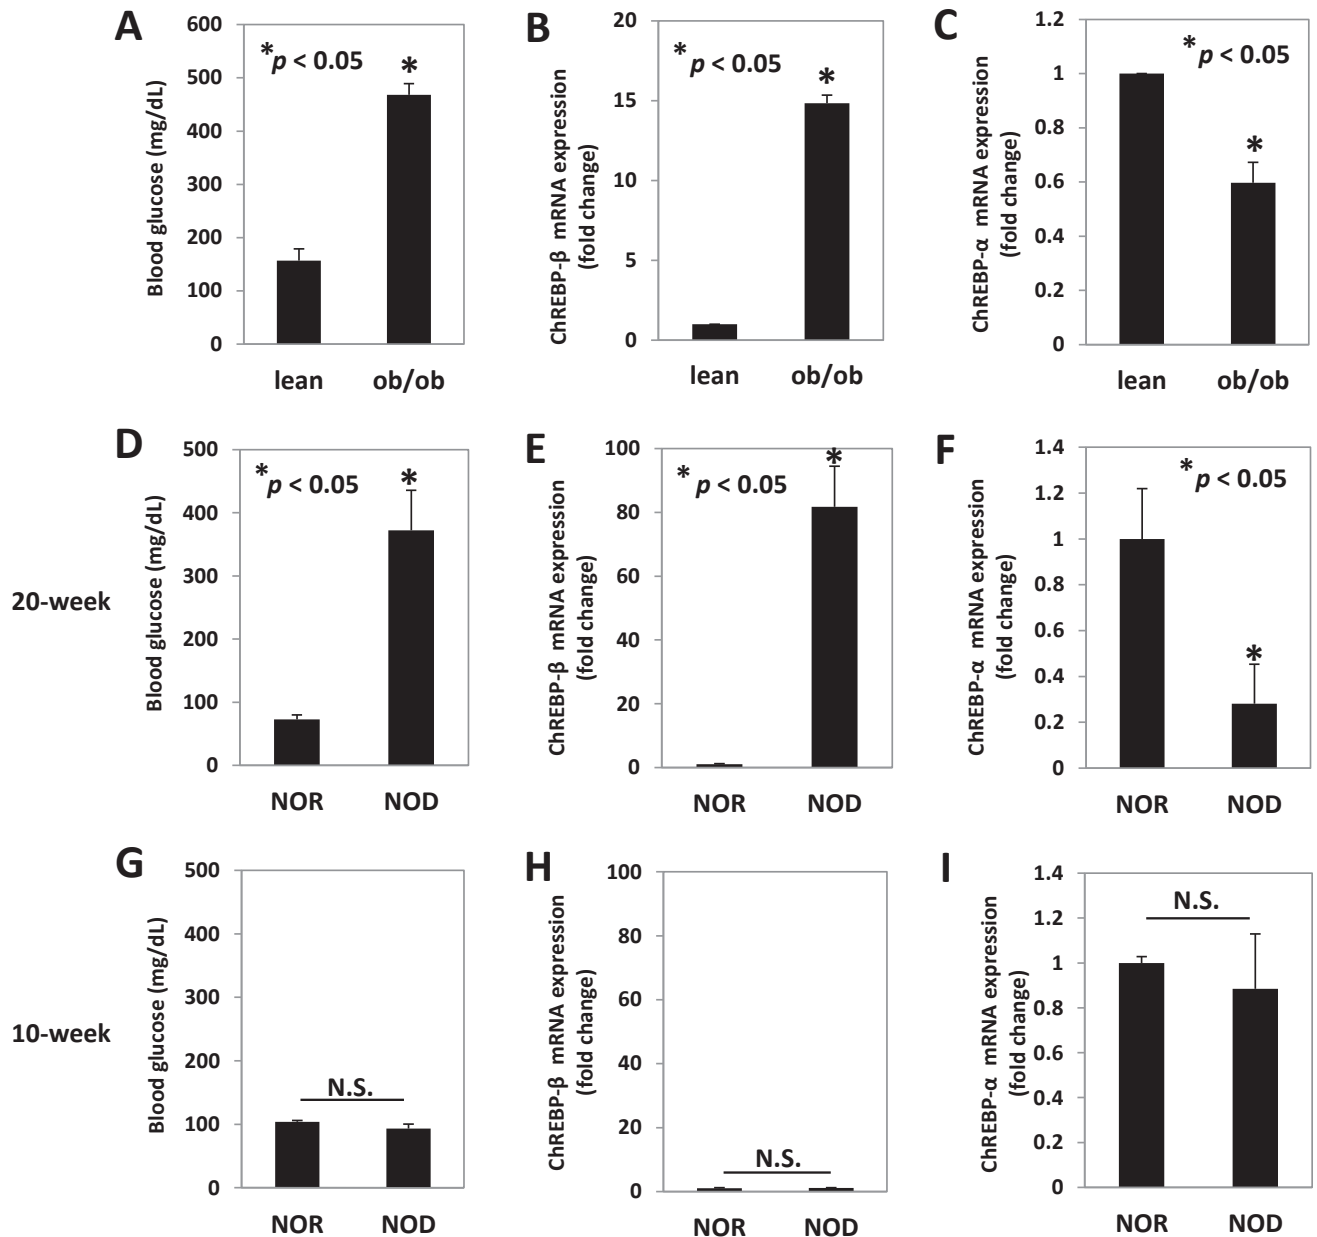 A
Blood glucose (mg/dL)
600
500
400
300
200
100
0
* p < 0.05
*
lean ob/ob
B
ChREBP-β mRNA expression
(fold change)
20
15
10
5
0
* p < 0.05
*
lean ob/ob
C
ChREBP-α mRNA expression
(fold change)
1.2
1
0.8
0.6
0.4
0.2
0
* p < 0.05
*
lean ob/ob
20-week
D
Blood glucose (mg/dL)
500
400
300
200
100
0
* p < 0.05
*
NOR NOD
E
ChREBP-β mRNA expression
(fold change)
100
80
60
40
20
0
* p < 0.05
*
NOR NOD
F
ChREBP-α mRNA expression
(fold change)
1.4
1.2
1
0.8
0.6
0.4
0.2
0
* p < 0.05
*
NOR NOD
10-week
G
Blood glucose (mg/dL)
500
400
300
200
100
0
N.S.
NOR NOD
H
ChREBP-β mRNA expression
(fold change)
100
80
60
40
20
0
N.S.
NOR NOD
I
ChREBP-α mRNA expression
(fold change)
1.4
1.2
1
0.8
0.6
0.4
0.2
0
N.S.
NOR NOD